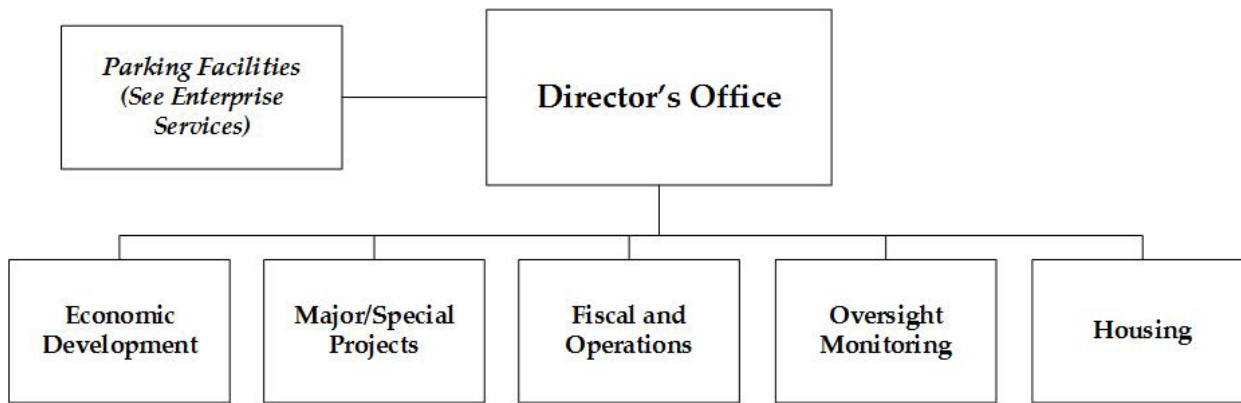 Parking Facilities
(See Enterprise
Services)
Director's Office
Economic
Development
Major/Special
Projects
Fiscal and
Operations
Oversight
Monitoring
Housing